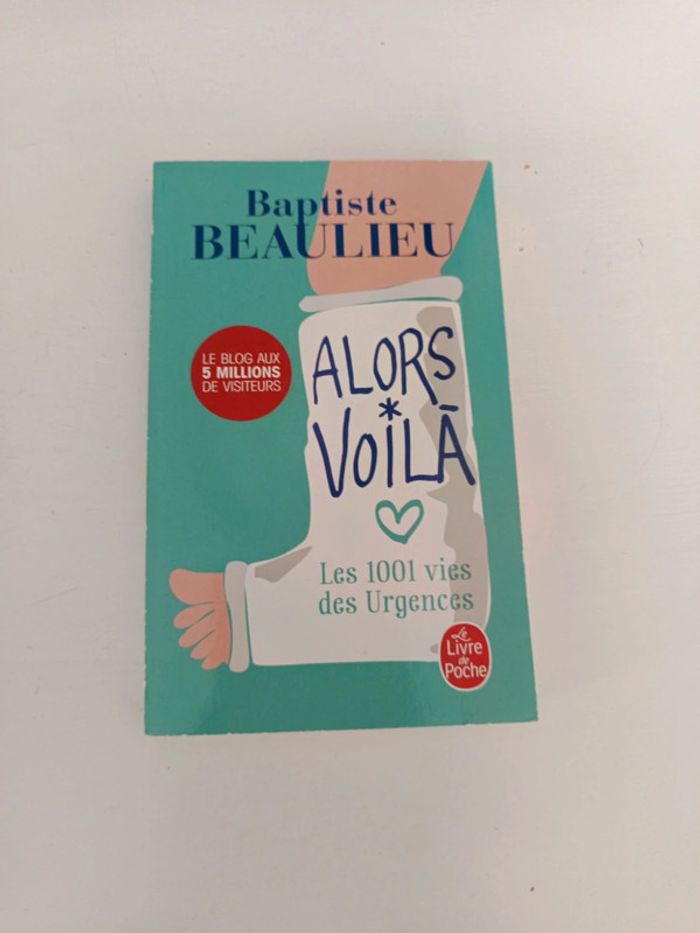 Baptiste
BEAULIEU
LE BLOG AUX
5 MILLIONS
DE VISITEURS
ALORS
*
VOILÀ
Les 1001 vies
des Urgences
Le
Livre
de
Poche